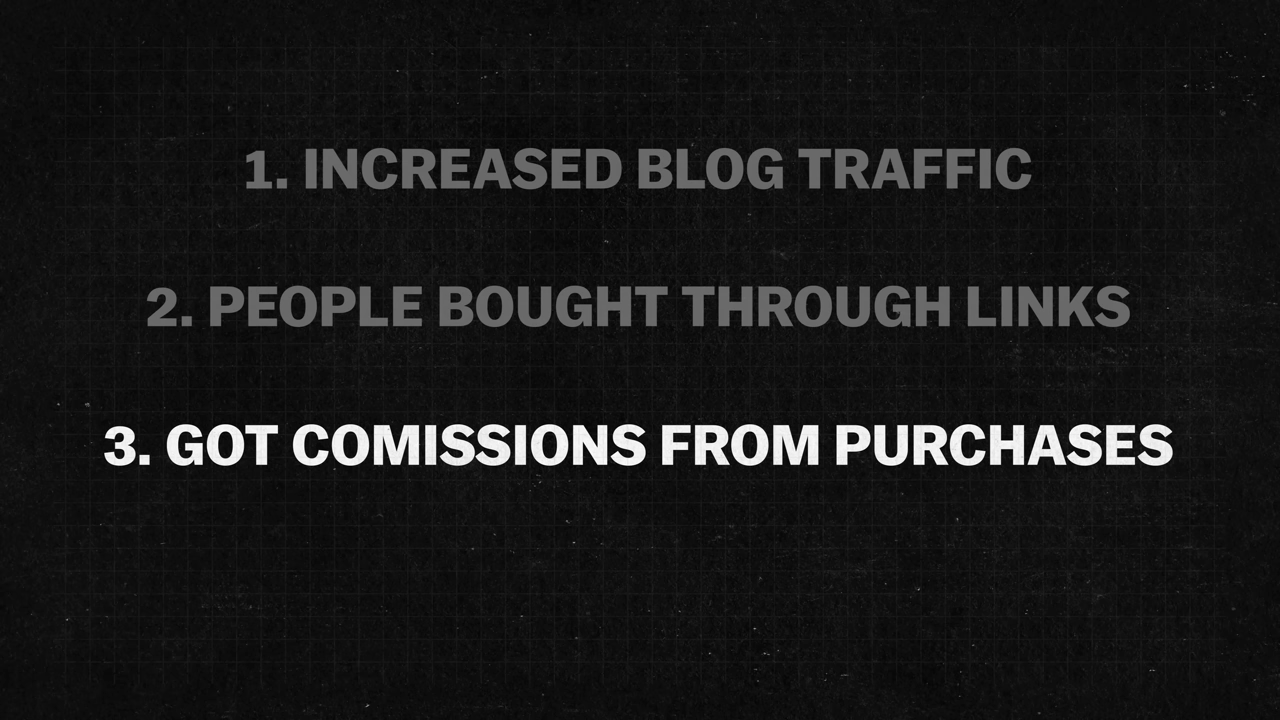 1. INCREASED BLOG TRAFFIC
2. PEOPLE BOUGHT THROUGH LINKS
3. GOT COMISSIONS FROM PURCHASES